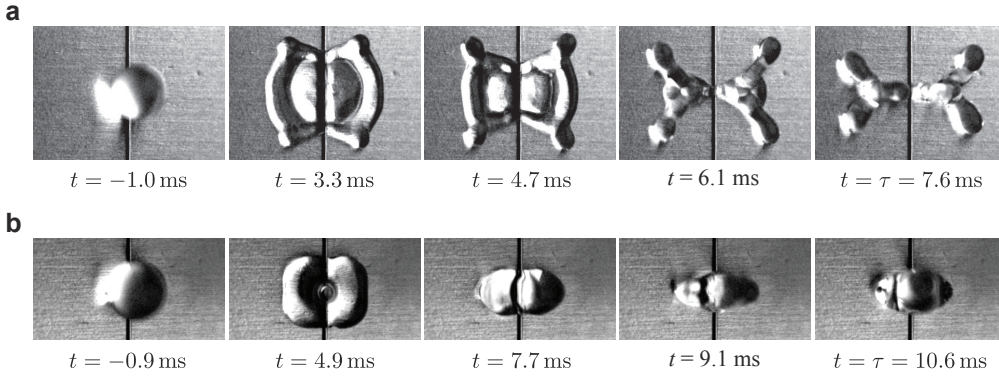 a
t = −1.0 ms t = 3.3 ms t = 4.7 ms t = 6.1 ms t = τ = 7.6 ms
b
t = −0.9 ms t = 4.9 ms t = 7.7 ms t = 9.1 ms t = τ = 10.6 ms